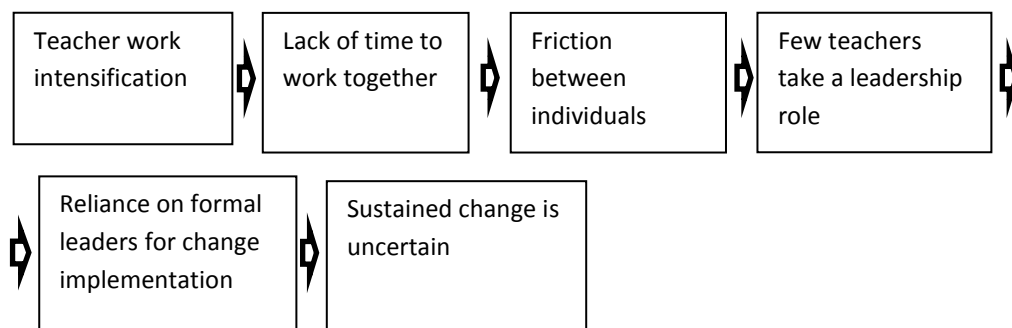 Teacher work
intensification
Lack of time to
work together
Friction
between
individuals
Few teachers
take a leadership
role
Reliance on formal
leaders for change
implementation
Sustained change is
uncertain